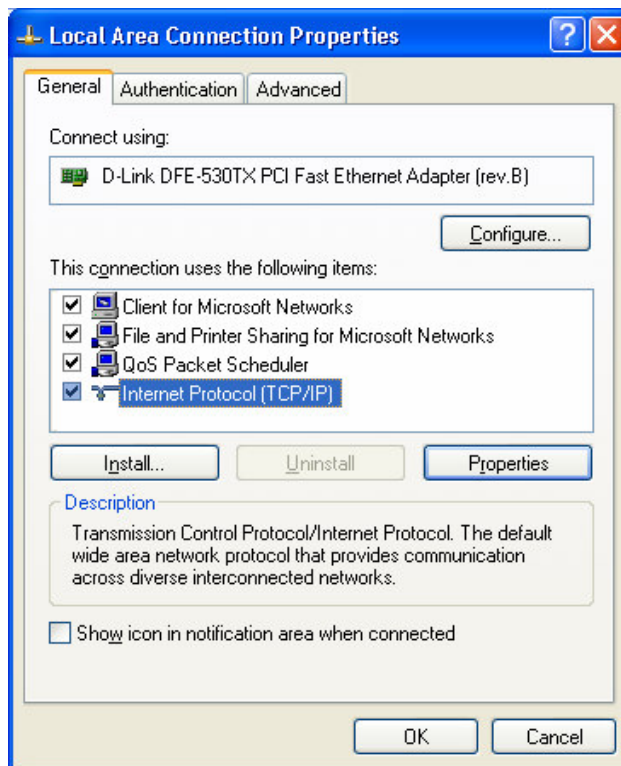 Local Area Connection Properties
General
Authentication
Advanced
Connect using:
D-Link DFE-530TX PCI Fast Ethernet Adapter (rev.B)
Configure...
This connection uses the following items:
Client for Microsoft Networks
File and Printer Sharing for Microsoft Networks
QoS Packet Scheduler
Internet Protocol (TCP/IP)
Install...
Uninstall
Properties
Description
Transmission Control Protocol/Internet Protocol. The default
wide area network protocol that provides communication
across diverse interconnected networks.
Show icon in notification area when connected
OK
Cancel